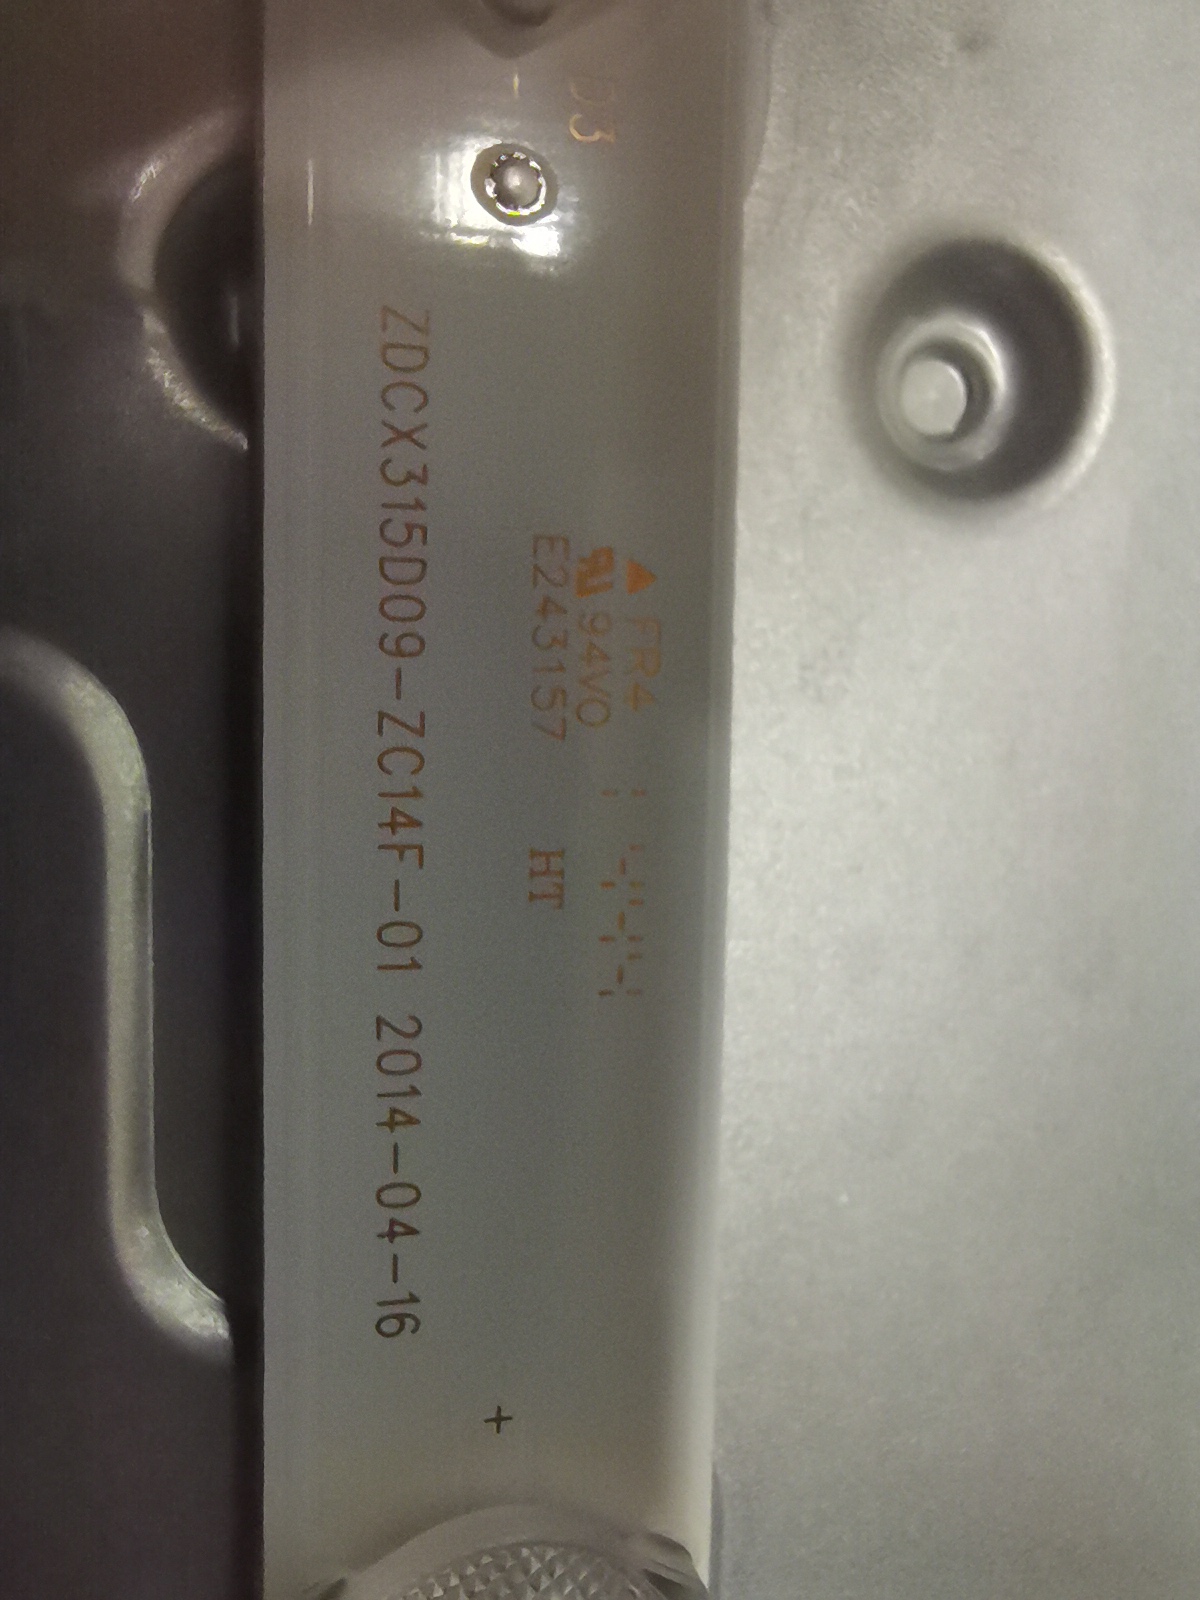 D3
FR4
94V0
E243157 HT
ZDCX315D09-ZC14F-01 2014-04-16
+